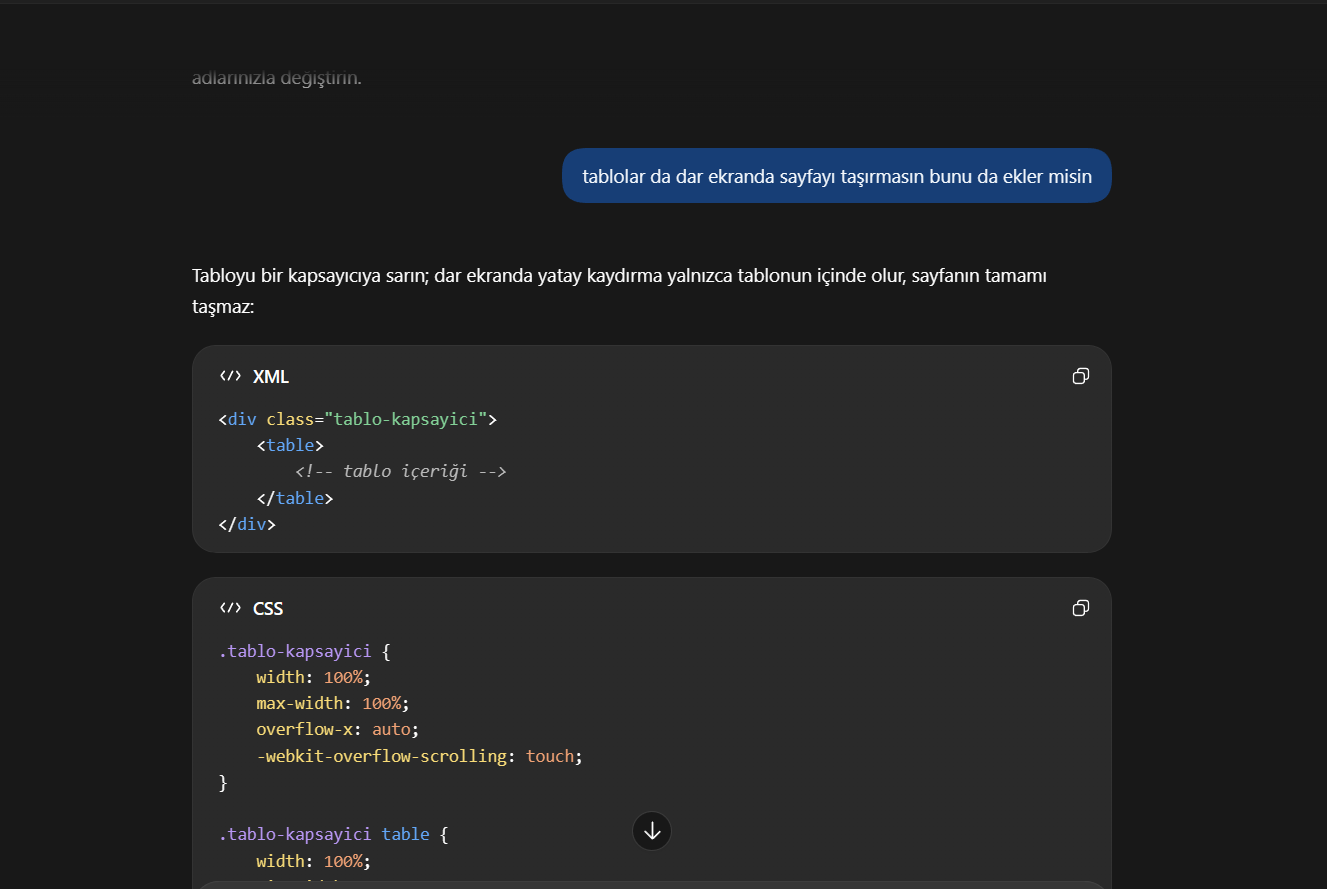 adlarınızla değiştirin.
tablolar da dar ekranda sayfayı taşırmasın bunu da ekler misin
Tabloyu bir kapsayıcıya sarın; dar ekranda yatay kaydırma yalnızca tablonun içinde olur, sayfanın tamamı
taşmaz:
XML
<div class="tablo-kapsayici">
    <table>
        <!-- tablo içeriği -->
    </table>
</div>
CSS
.tablo-kapsayici {
    width: 100%;
    max-width: 100%;
    overflow-x: auto;
    -webkit-overflow-scrolling: touch;
}
.tablo-kapsayici table {
    width: 100%;